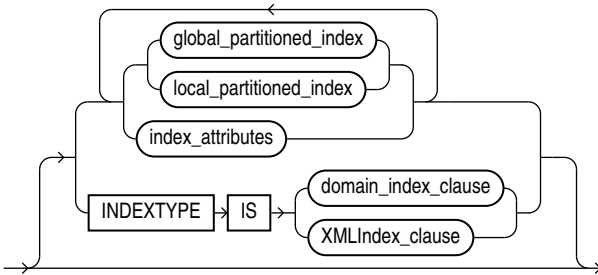 global_partitioned_index
local_partitioned_index
index_attributes
domain_index_clause
INDEXTYPE IS
XMLIndex_clause